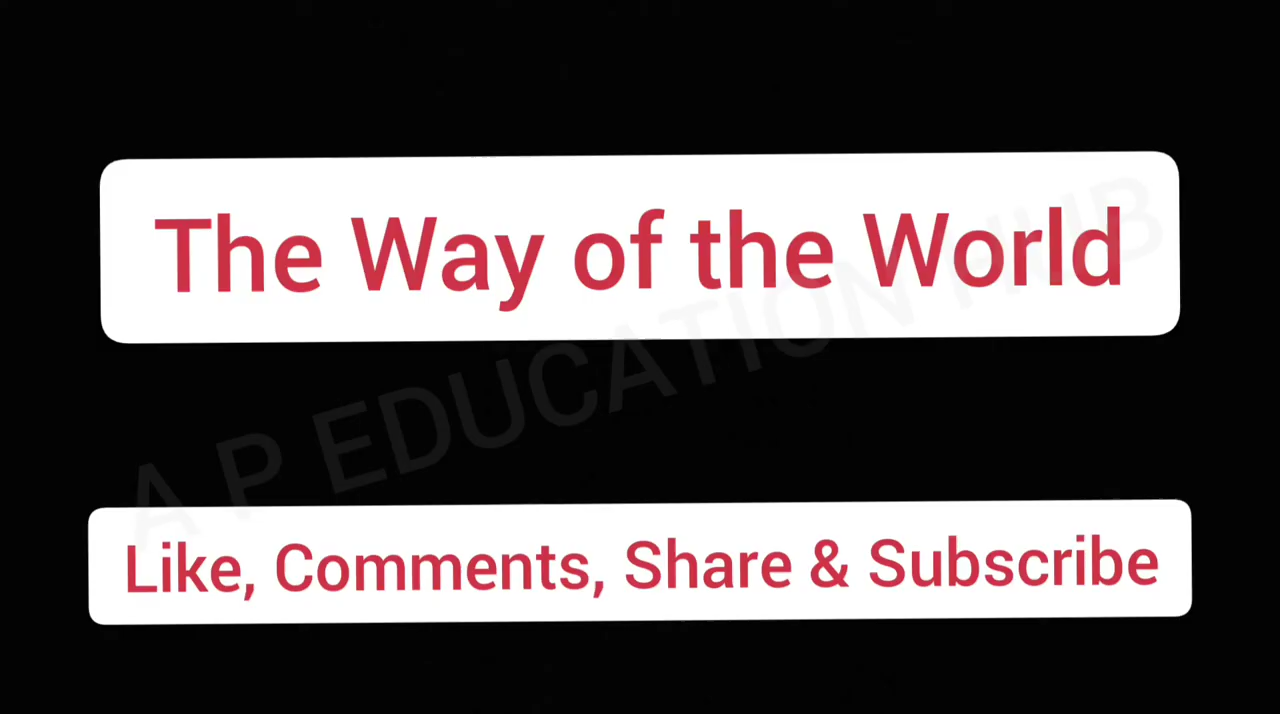 The Way of the World
A P EDUCATION HUB
Like, Comments, Share & Subscribe